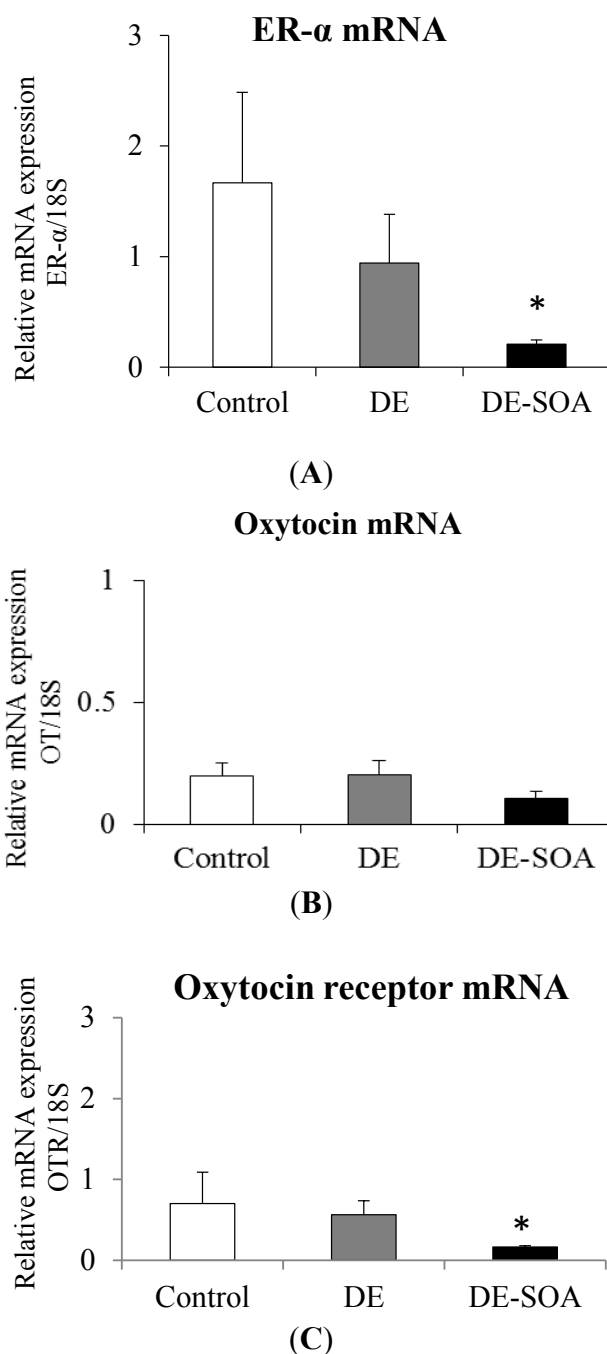 ER-α mRNA
Relative mRNA expression
ER-α/18S
3
2
1
0
*
Control DE DE-SOA
(A)
Oxytocin mRNA
Relative mRNA expression
OT/18S
1
0.5
0
Control DE DE-SOA
(B)
Oxytocin receptor mRNA
Relative mRNA expression
OTR/18S
3
2
1
0
*
Control DE DE-SOA
(C)